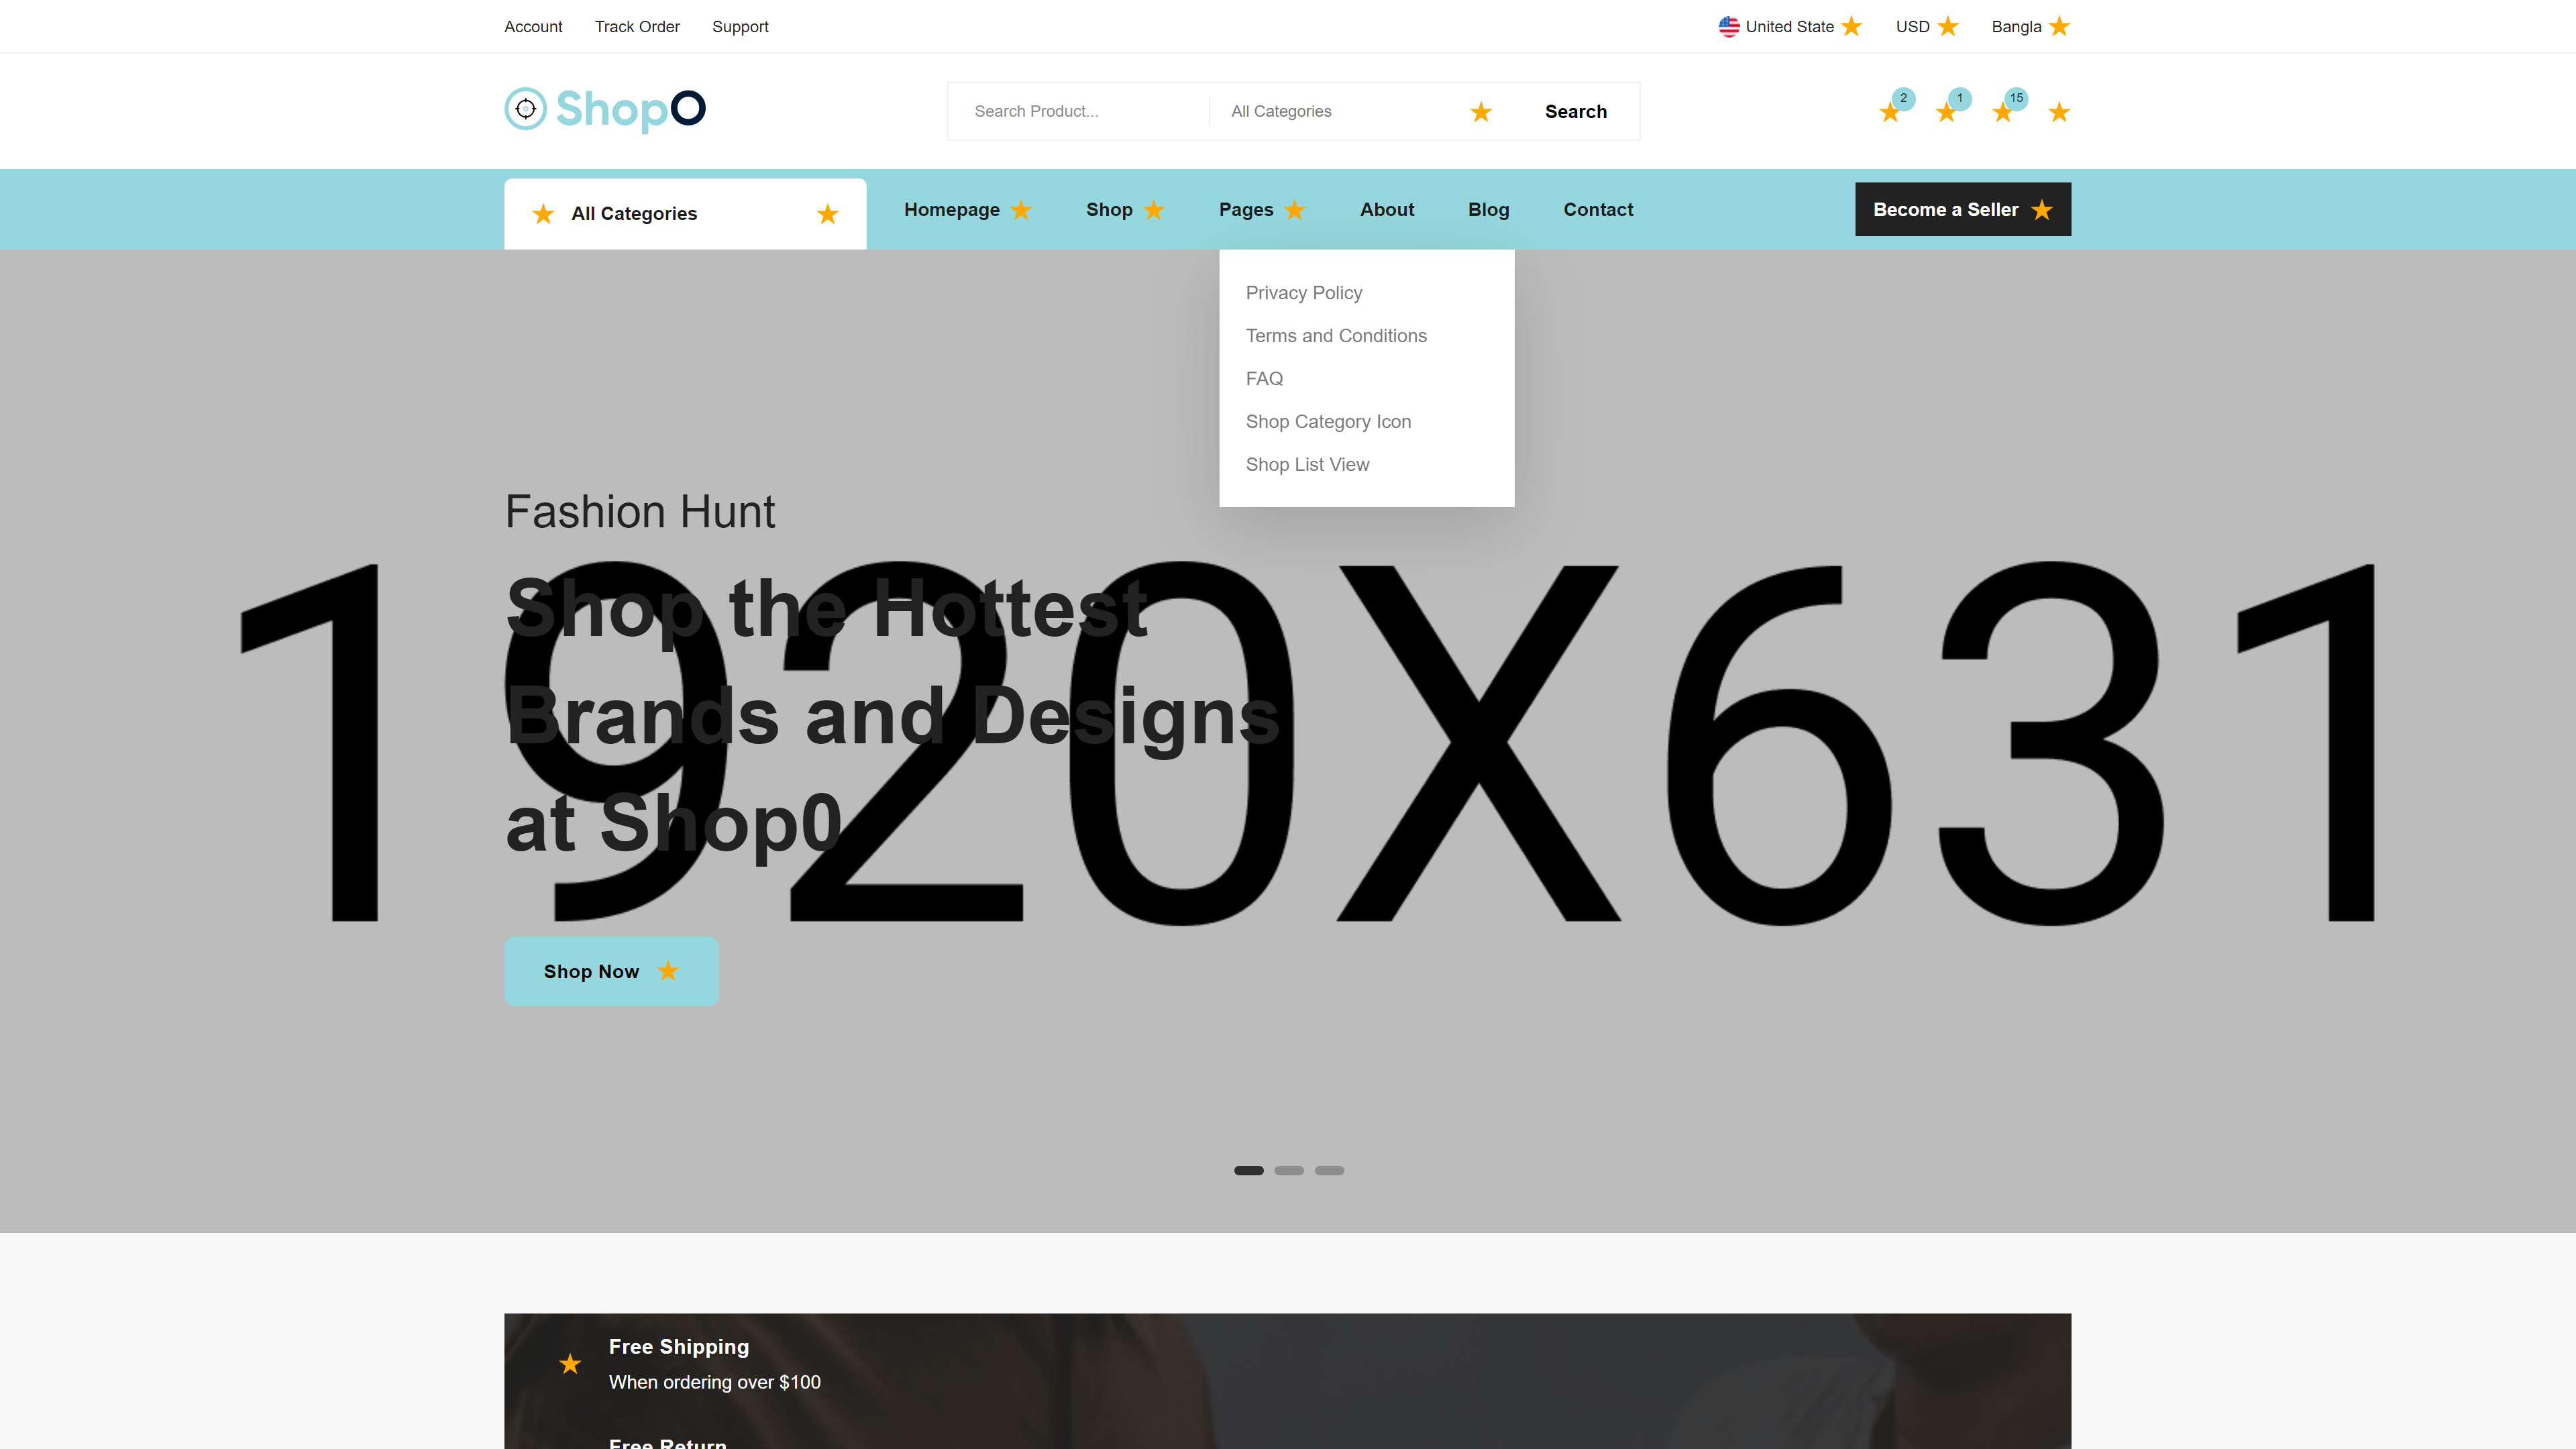 Account Track Order Support United State USD Bangla
ShopO Search Product... All Categories Search 2 1 15
All Categories Homepage Shop Pages About Blog Contact Become a Seller
Privacy Policy
Terms and Conditions
FAQ
Shop Category Icon
Shop List View
Fashion Hunt
1920X631
Shop the Hottest
Brands and Designs
at Shop0
Shop Now
Free Shipping
When ordering over $100
Free Return